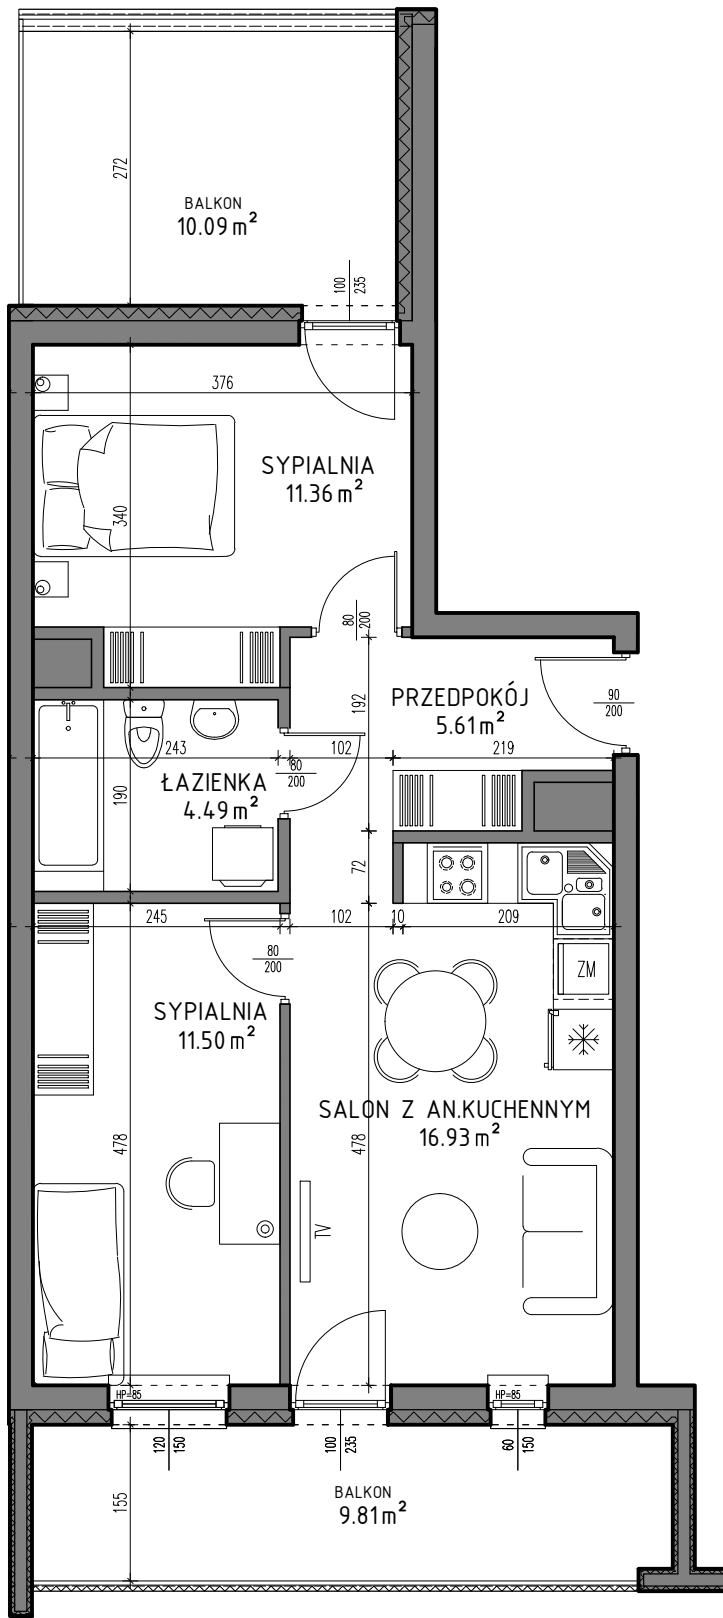 272
BALKON
10.09 m²
100
235
376
SYPIALNIA
11.36 m²
340
80
200
PRZEDPOKÓJ
5.61 m²
90
200
192
243
102
219
80
200
ŁAZIENKA
4.49 m²
190
72
245
102
10
209
80
200
ZM
SYPIALNIA
11.50 m²
SALON Z AN.KUCHENNYM
16.93 m²
478
478
TV
HP=85
HP=85
120
150
100
235
60
150
BALKON
9.81 m²
155